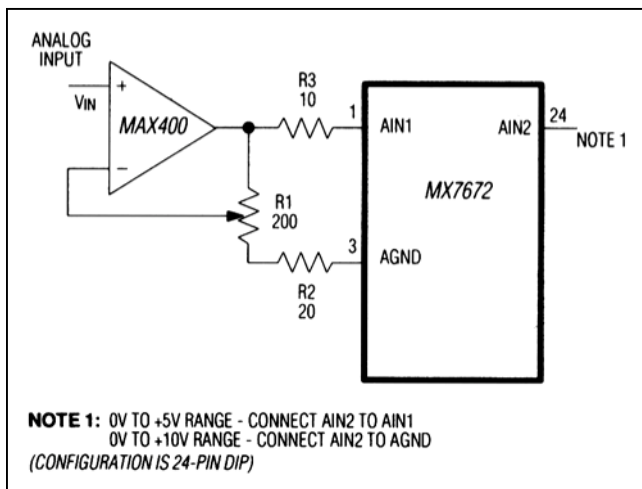 ANALOG
INPUT
VIN
+
−
MAX400
R3
10
1
AIN1
AIN2
24
NOTE 1
MX7672
R1
200
3
AGND
R2
20
NOTE 1: 0V TO +5V RANGE - CONNECT AIN2 TO AIN1
0V TO +10V RANGE - CONNECT AIN2 TO AGND
(CONFIGURATION IS 24-PIN DIP)